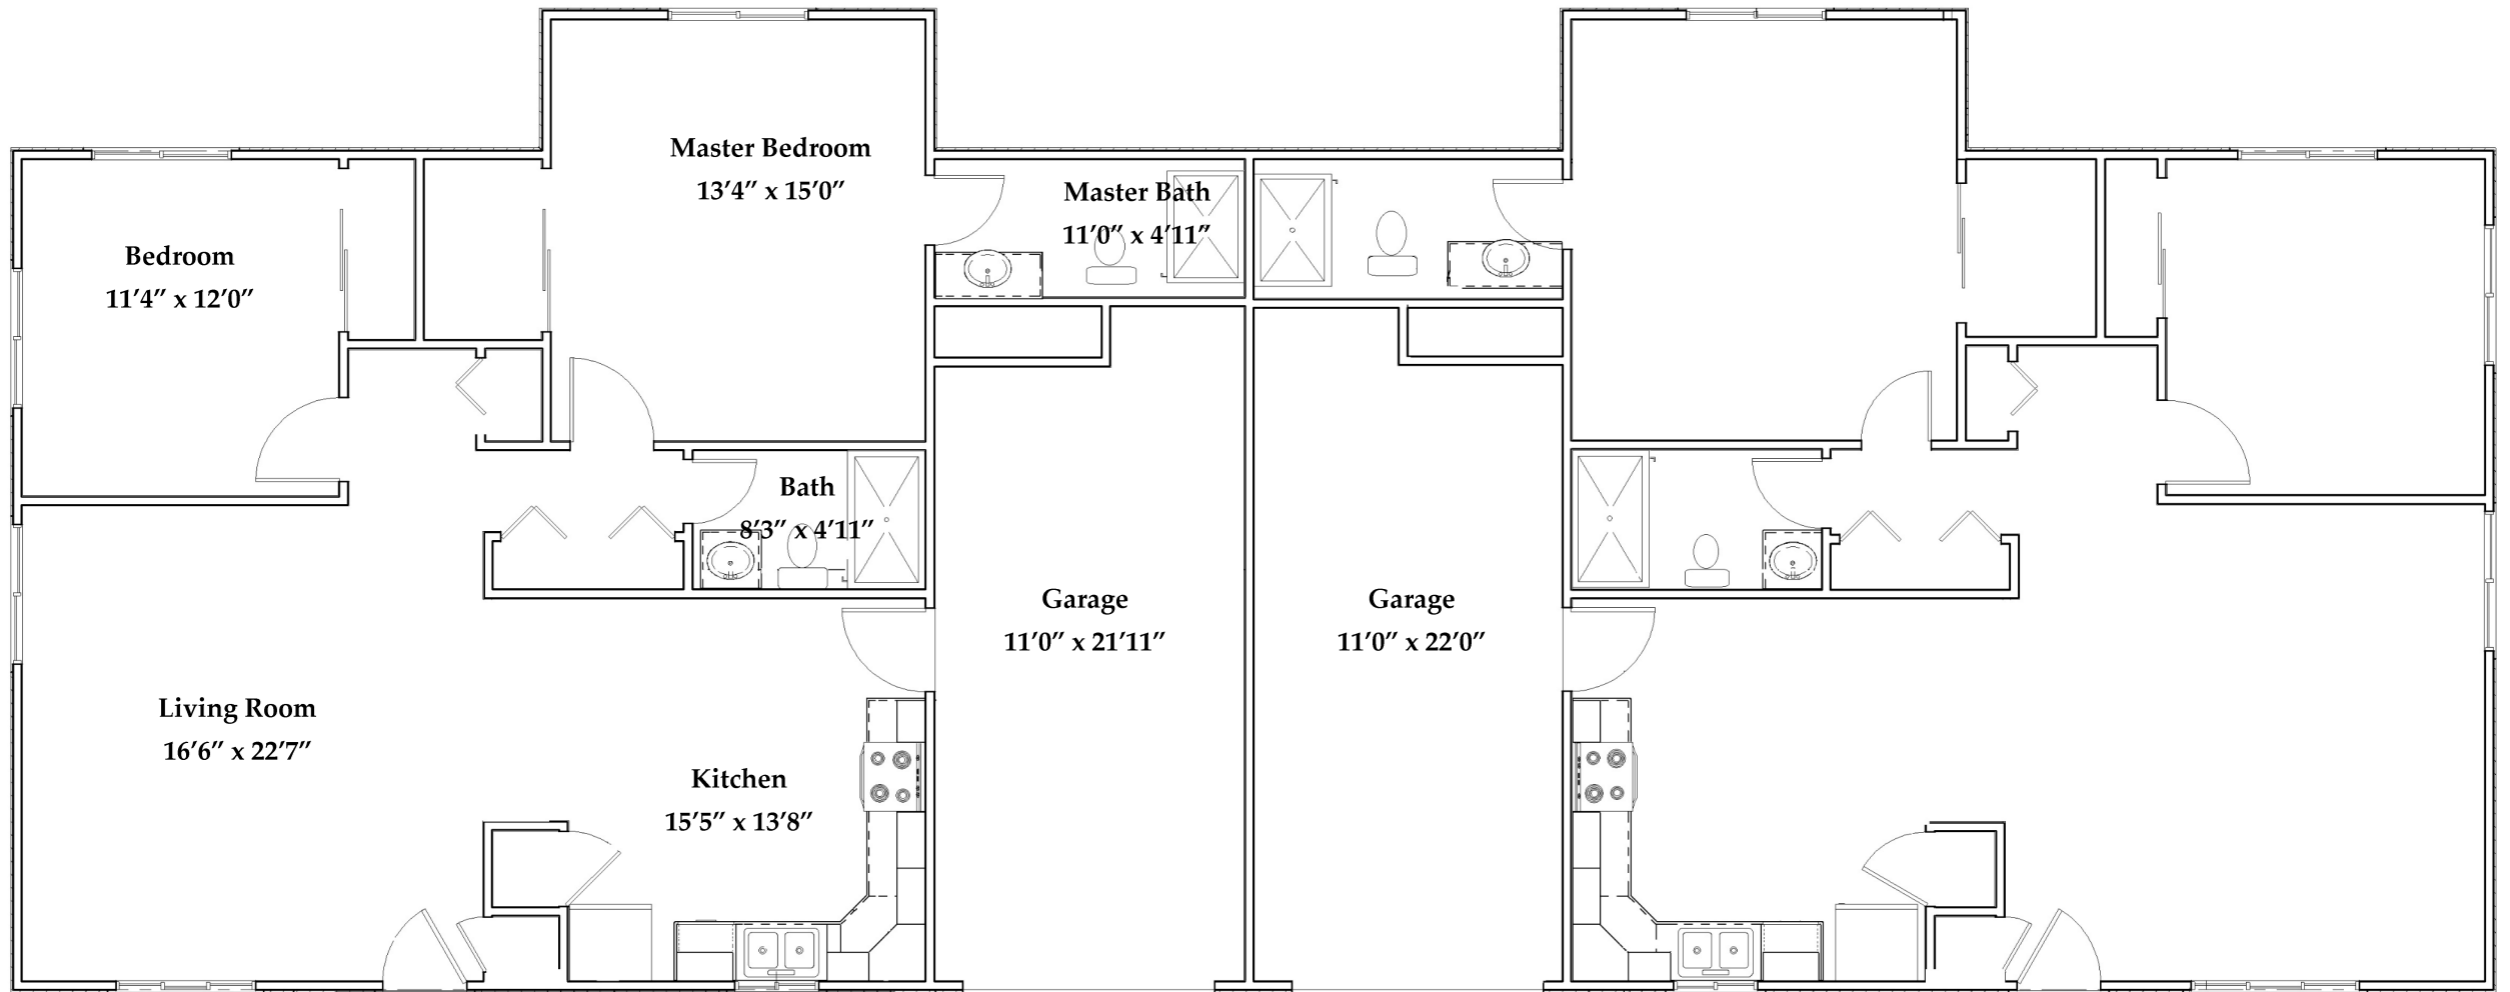 Master Bedroom
13′4″ x 15′0″
Master Bath
11′0″ x 4′11″
Bedroom
11′4″ x 12′0″
Bath
8′3″ x 4′11″
Garage
11′0″ x 21′11″
Garage
11′0″ x 22′0″
Living Room
16′6″ x 22′7″
Kitchen
15′5″ x 13′8″